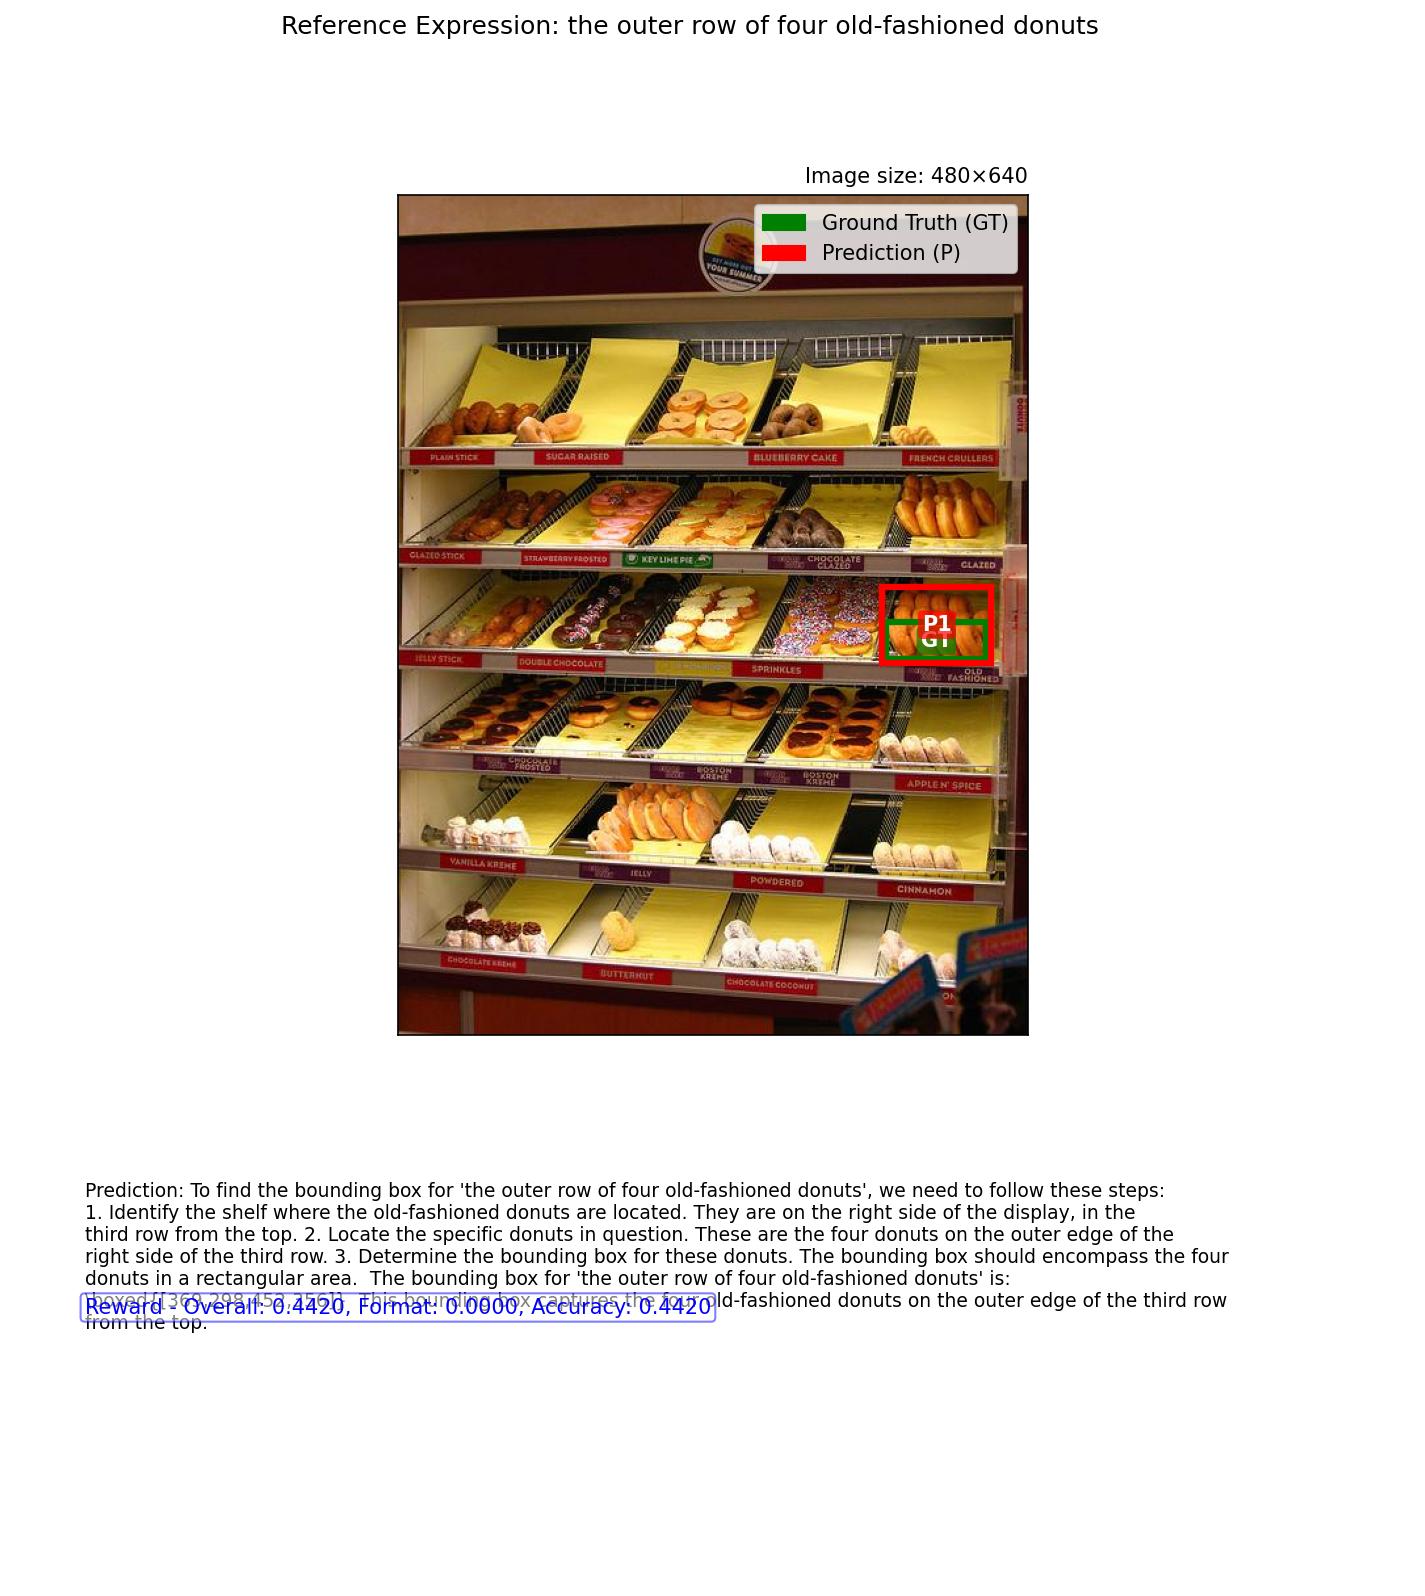 Reference Expression: the outer row of four old-fashioned donuts
Image size: 480×640
Ground Truth (GT)
Prediction (P)
YOUR SUMMER
PLAIN STICK
SUGAR RAISED
BLUEBERRY CAKE
FRENCH CRULLERS
GLAZED STICK
STRAWBERRY FROSTED
KEY LIME PIE
CHOCOLATE
GLAZED
GLAZED
P1
GT
JELLY STICK
DOUBLE CHOCOLATE
SPRINKLES
OLD
FASHIONED
CHOCOLATE
FROSTED
BOSTON
KREME
BOSTON
KREME
APPLE N' SPICE
VANILLA KREME
JELLY
POWDERED
CINNAMON
CHOCOLATE KREME
BUTTERNUT
CHOCOLATE COCONUT
Prediction: To find the bounding box for 'the outer row of four old-fashioned donuts', we need to follow these steps:
1. Identify the shelf where the old-fashioned donuts are located. They are on the right side of the display, in the
third row from the top. 2. Locate the specific donuts in question. These are the four donuts on the outer edge of the
right side of the third row. 3. Determine the bounding box for these donuts. The bounding box should encompass the four
donuts in a rectangular area.  The bounding box for 'the outer row of four old-fashioned donuts' is:
boxed{[369,298,452,356]}.  This bounding box captures the four old-fashioned donuts on the outer edge of the third row
from the top.
Reward - Overall: 0.4420, Format: 0.0000, Accuracy: 0.4420